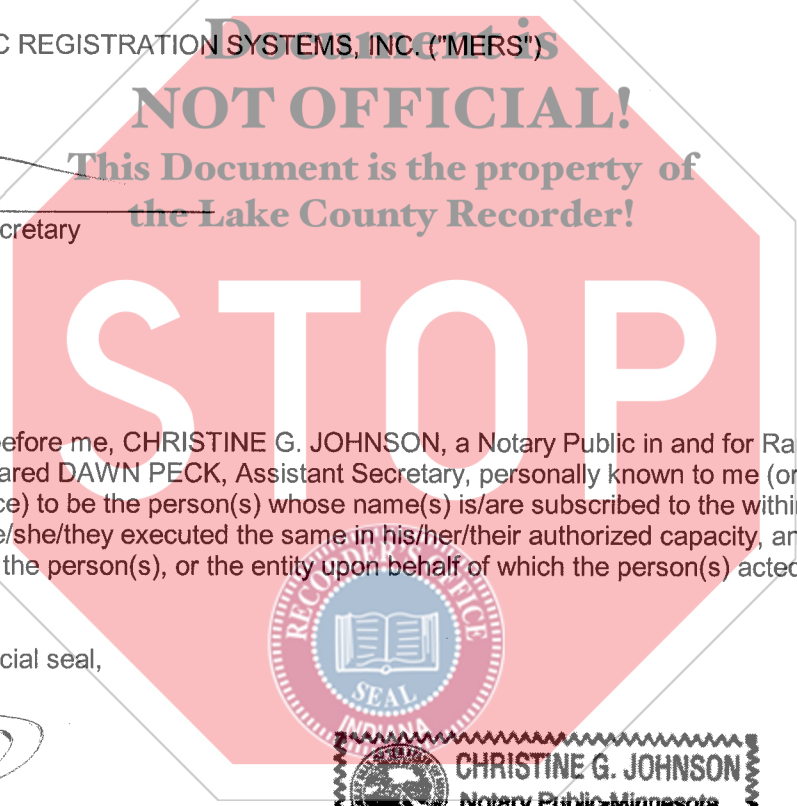 Document is
C REGISTRATION SYSTEMS, INC. ("MERS")
NOT OFFICIAL!
This Document is the property of
the Lake County Recorder!
cretary
STOP
efore me, CHRISTINE G. JOHNSON, a Notary Public in and for Ra
ared DAWN PECK, Assistant Secretary, personally known to me (or
ce) to be the person(s) whose name(s) is/are subscribed to the within
e/she/they executed the same in his/her/their authorized capacity, an
the person(s), or the entity upon behalf of which the person(s) acted
RECORDER'S OFFICE
SEAL
INDIANA
cial seal,
CHRISTINE G. JOHNSON
Notary Public-Minnesota